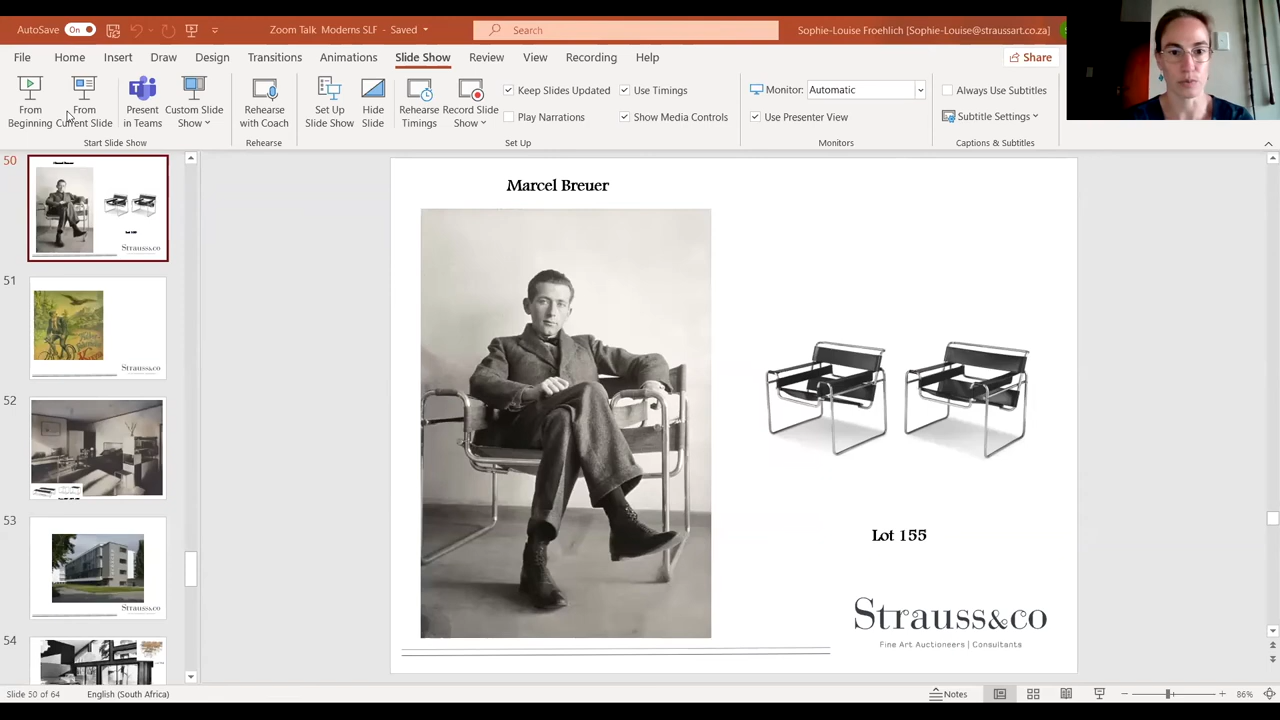 AutoSave On
Zoom Talk Moderns SLF - Saved
Search
Sophie-Louise Froehlich [Sophie-Louise@straussart.co.za]
File Home Insert Draw Design Transitions Animations Slide Show Review View Recording Help
Share
From Beginning
From Current Slide
Present in Teams
Custom Slide Show
Rehearse with Coach
Set Up Slide Show
Hide Slide
Rehearse Timings
Record Slide Show
Keep Slides Updated
Use Timings
Play Narrations
Show Media Controls
Monitor: Automatic
Use Presenter View
Always Use Subtitles
Subtitle Settings
Start Slide Show
Rehearse
Set Up
Monitors
Captions & Subtitles
50
51
52
53
54
Marcel Breuer
Lot 155
Strauss&co
Fine Art Auctioneers | Consultants
Slide 50 of 64
English (South Africa)
Notes
86%